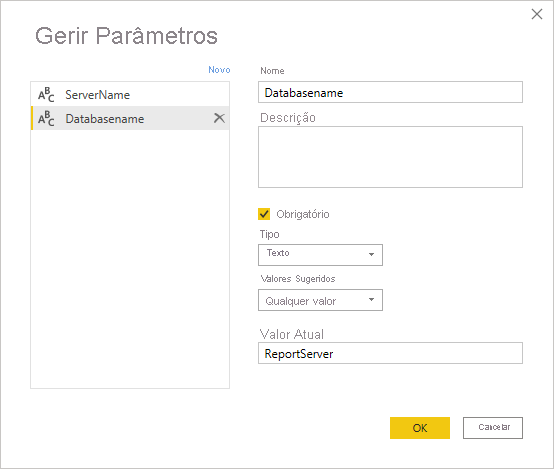 Gerir Parâmetros
Novo
ABC ServerName
ABC Databasename
Nome
Databasename
Descrição
Obrigatório
Tipo
Texto
Valores Sugeridos
Qualquer valor
Valor Atual
ReportServer
OK
Cancelar